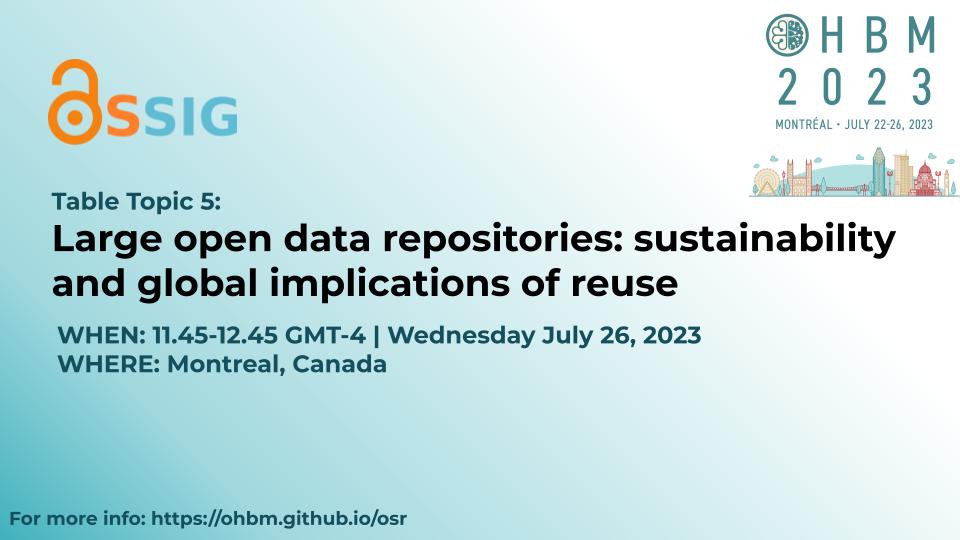 OSSIG
OHBM
2023
MONTRÉAL • JULY 22-26, 2023
Table Topic 5:
Large open data repositories: sustainability
and global implications of reuse
WHEN: 11.45-12.45 GMT-4 | Wednesday July 26, 2023
WHERE: Montreal, Canada
For more info: https://ohbm.github.io/osr